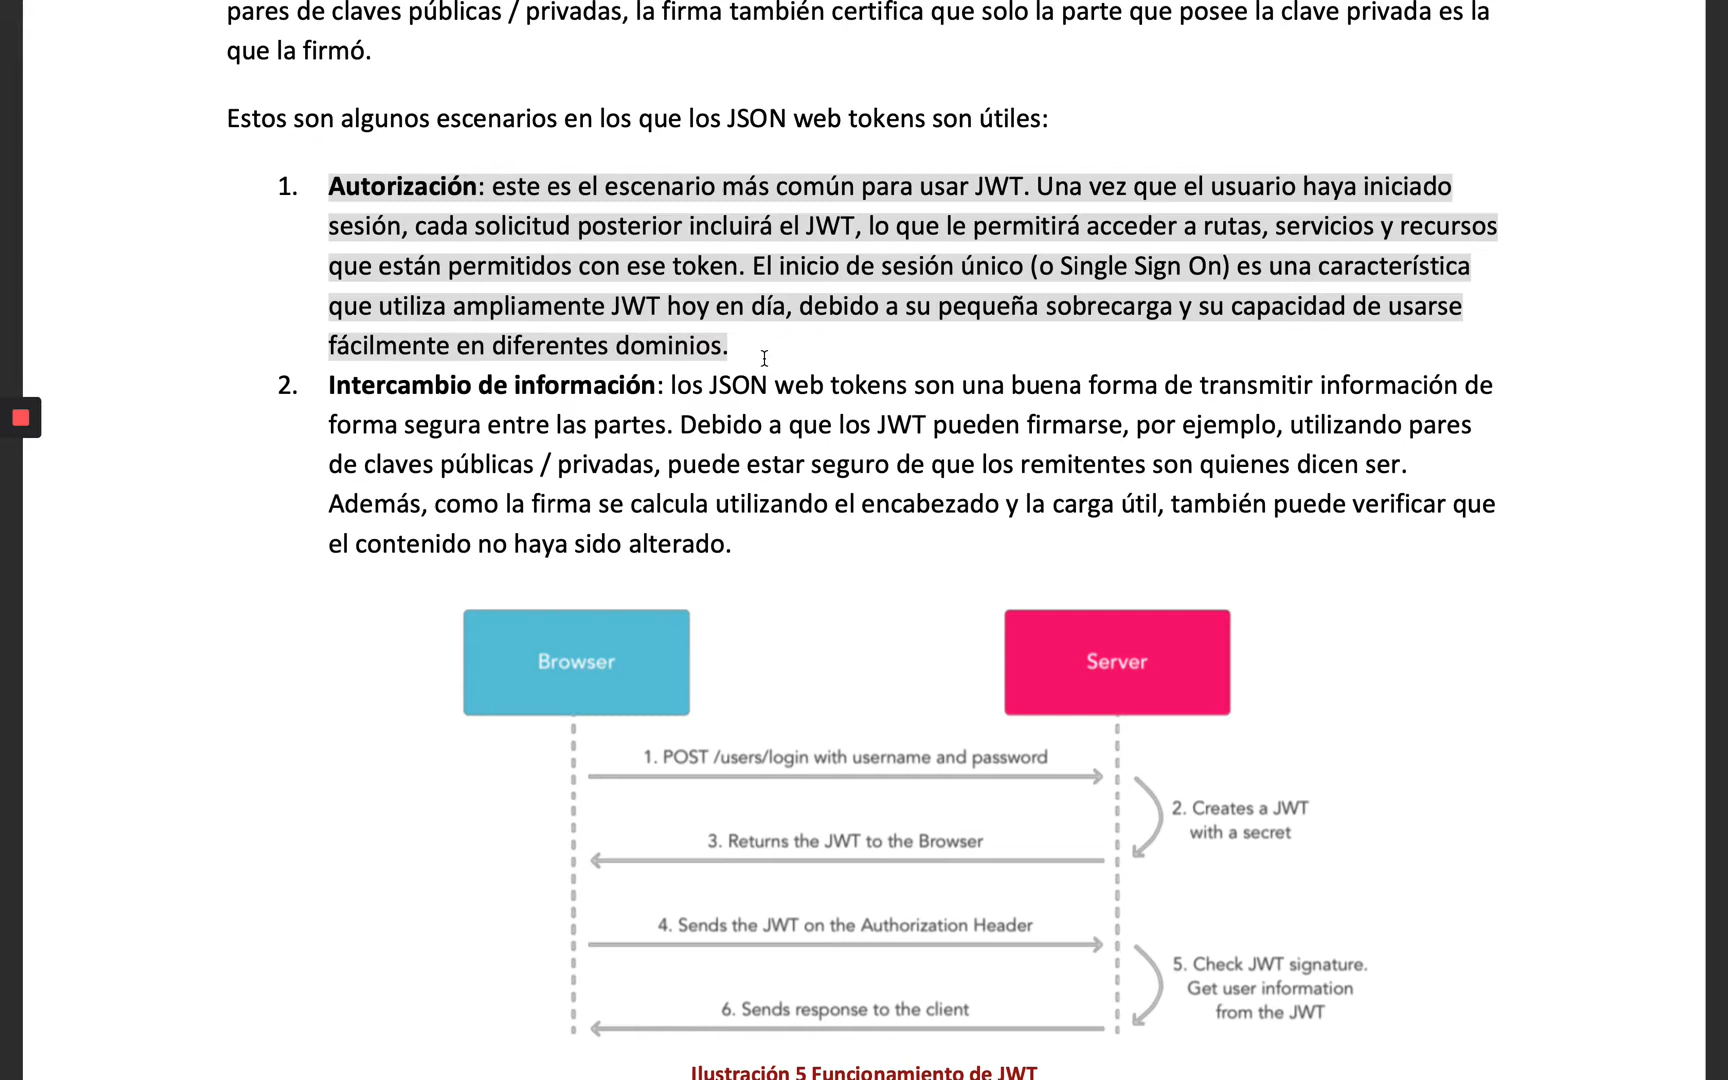 pares de claves públicas / privadas, la firma también certifica que solo la parte que posee la clave privada es la
que la firmó.
Estos son algunos escenarios en los que los JSON web tokens son útiles:
1. Autorización: este es el escenario más común para usar JWT. Una vez que el usuario haya iniciado
sesión, cada solicitud posterior incluirá el JWT, lo que le permitirá acceder a rutas, servicios y recursos
que están permitidos con ese token. El inicio de sesión único (o Single Sign On) es una característica
que utiliza ampliamente JWT hoy en día, debido a su pequeña sobrecarga y su capacidad de usarse
fácilmente en diferentes dominios.
2. Intercambio de información: los JSON web tokens son una buena forma de transmitir información de
forma segura entre las partes. Debido a que los JWT pueden firmarse, por ejemplo, utilizando pares
de claves públicas / privadas, puede estar seguro de que los remitentes son quienes dicen ser.
Además, como la firma se calcula utilizando el encabezado y la carga útil, también puede verificar que
el contenido no haya sido alterado.
Browser
Server
1. POST /users/login with username and password
2. Creates a JWT
with a secret
3. Returns the JWT to the Browser
4. Sends the JWT on the Authorization Header
5. Check JWT signature.
Get user information
from the JWT
6. Sends response to the client
Ilustración 5 Funcionamiento de JWT